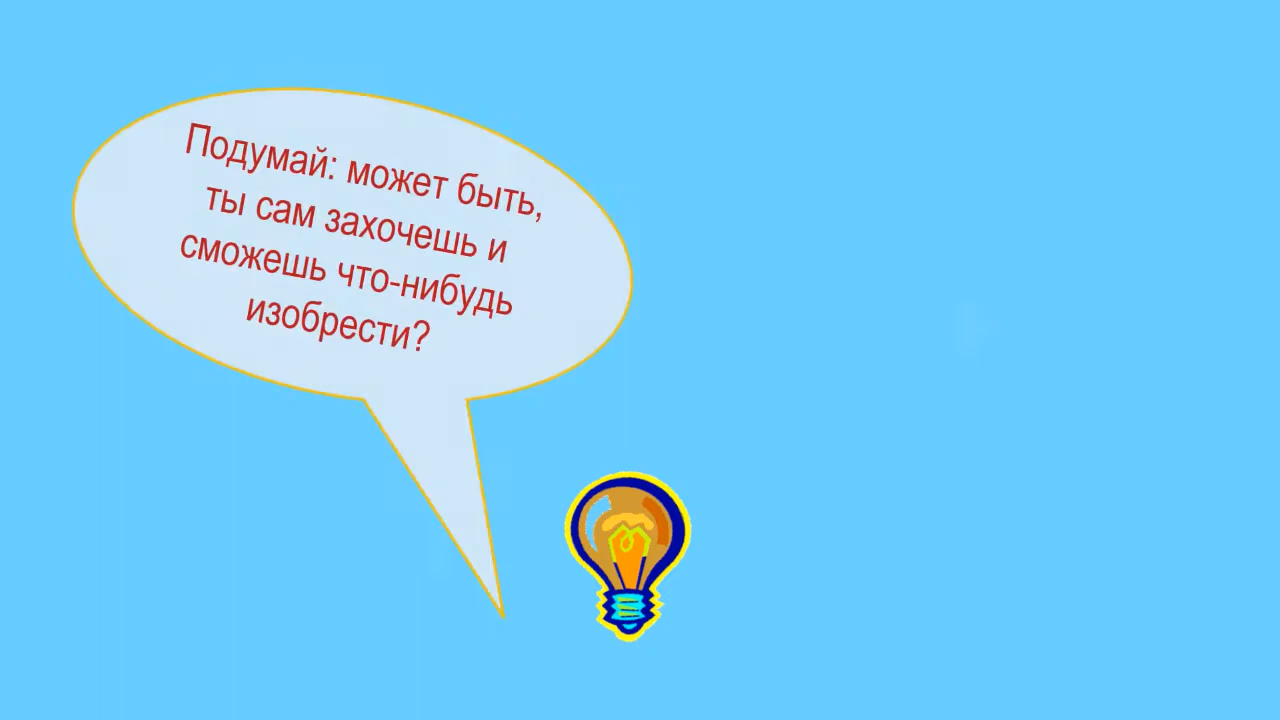 Подумай: может быть,
ты сам захочешь и
сможешь что-нибудь
изобрести?